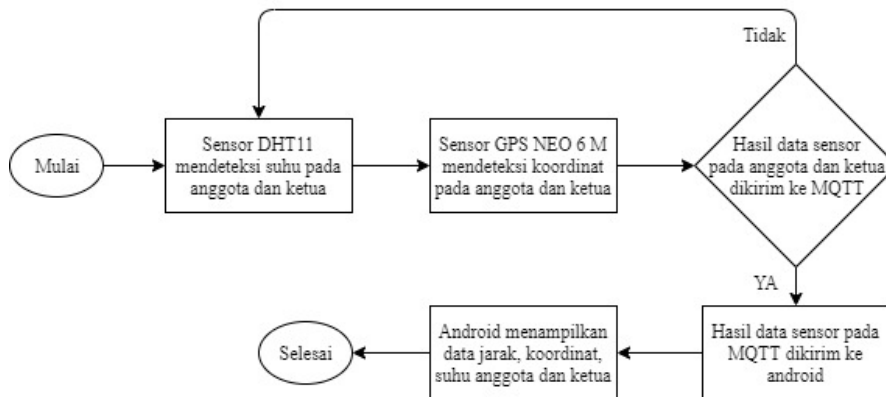 Tidak
Mulai
Sensor DHT11
mendeteksi suhu pada
anggota dan ketua
Sensor GPS NEO 6 M
mendeteksi koordinat
pada anggota dan ketua
Hasil data sensor
pada anggota dan ketua
dikirim ke MQTT
YA
Hasil data sensor pada
MQTT dikirim ke
android
Android menampilkan
data jarak, koordinat,
suhu anggota dan ketua
Selesai